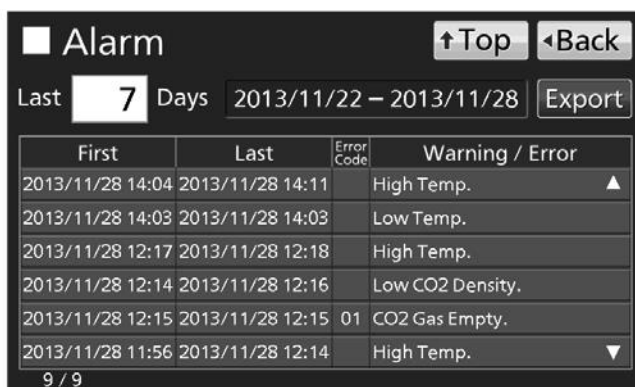 ■ Alarm ↑Top ◂Back
Last 7 Days 2013/11/22 – 2013/11/28 Export
First Last Error Code Warning / Error
2013/11/28 14:04 2013/11/28 14:11 High Temp. ▲
2013/11/28 14:03 2013/11/28 14:03 Low Temp.
2013/11/28 12:17 2013/11/28 12:18 High Temp.
2013/11/28 12:14 2013/11/28 12:16 Low CO2 Density.
2013/11/28 12:15 2013/11/28 12:15 01 CO2 Gas Empty.
2013/11/28 11:56 2013/11/28 12:14 High Temp. ▼
9 / 9